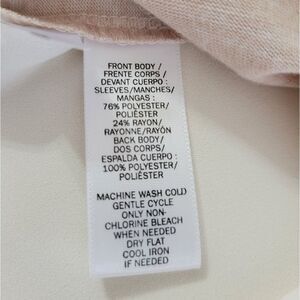 FRONT BODY /
FRENTE CORPS /
DEVANT CUERPO :
SLEEVES/MANCHES/
MANGAS :
76% POLYESTER/
POLIÉSTER
24% RAYON/
RAYONNE/RAYÓN
BACK BODY/
DOS CORPS/
ESPALDA CUERPO :
100% POLYESTER/
POLIÉSTER
MACHINE WASH COLD
GENTLE CYCLE
ONLY NON-
CHLORINE BLEACH
WHEN NEEDED
DRY FLAT
COOL IRON
IF NEEDED